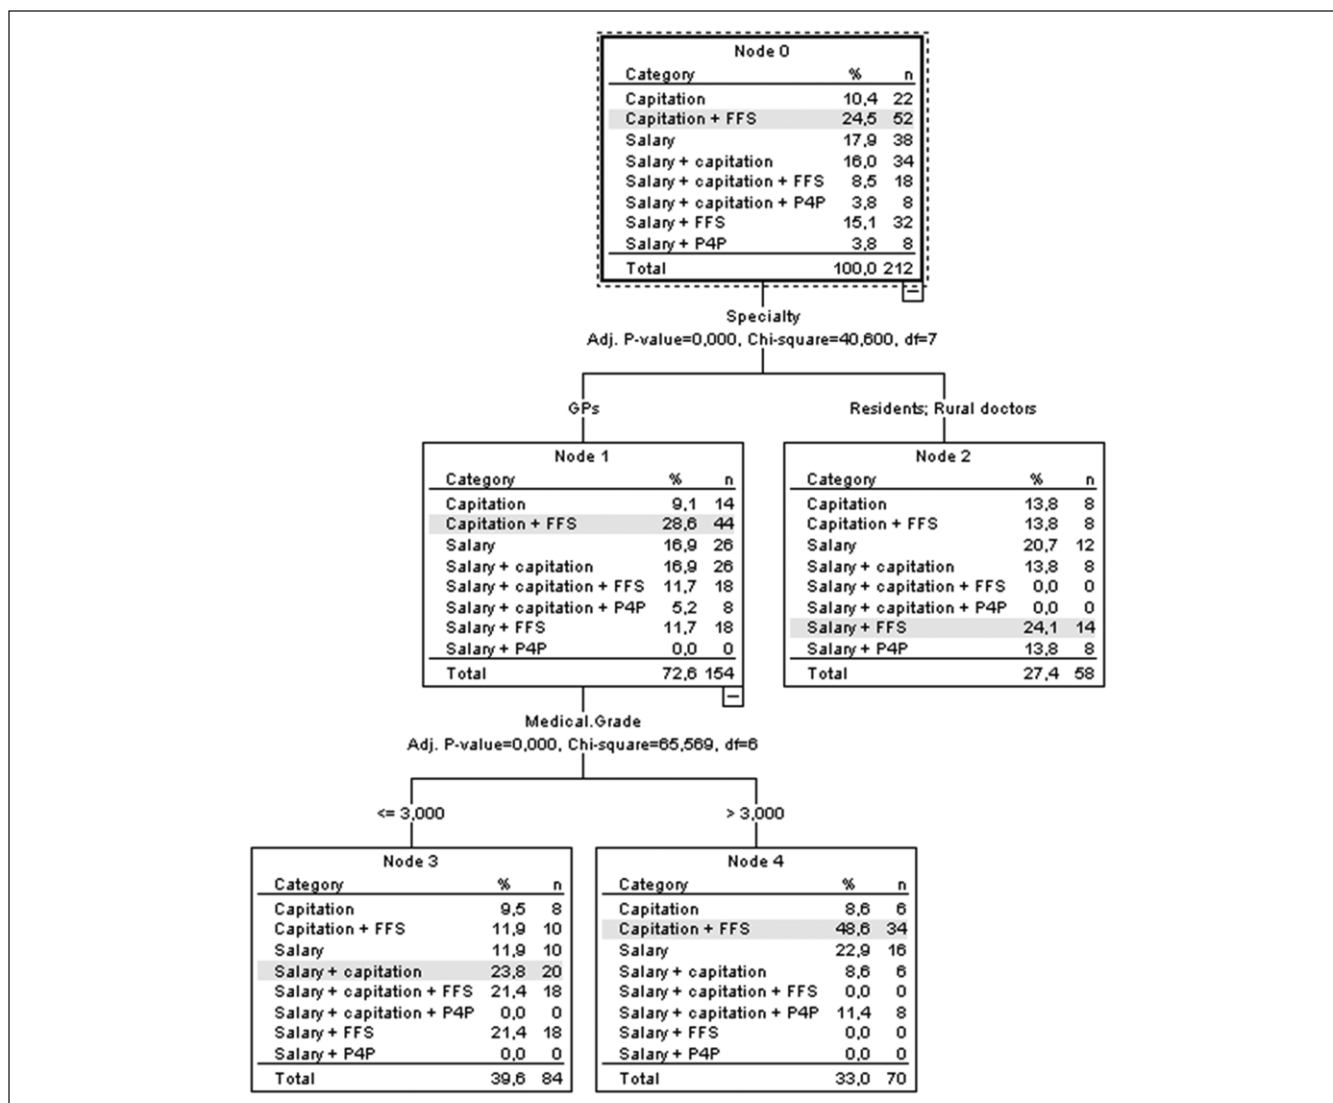 Node 0
Category % n
Capitation 10,4 22
Capitation + FFS 24,5 52
Salary 17,9 38
Salary + capitation 16,0 34
Salary + capitation + FFS 8,5 18
Salary + capitation + P4P 3,8 8
Salary + FFS 15,1 32
Salary + P4P 3,8 8
Total 100,0 212
Specialty
Adj. P-value=0,000, Chi-square=40,600, df=7
GPs
Residents; Rural doctors
Node 1
Category % n
Capitation 9,1 14
Capitation + FFS 28,6 44
Salary 16,9 26
Salary + capitation 16,9 26
Salary + capitation + FFS 11,7 18
Salary + capitation + P4P 5,2 8
Salary + FFS 11,7 18
Salary + P4P 0,0 0
Total 72,6 154
Node 2
Category % n
Capitation 13,8 8
Capitation + FFS 13,8 8
Salary 20,7 12
Salary + capitation 13,8 8
Salary + capitation + FFS 0,0 0
Salary + capitation + P4P 0,0 0
Salary + FFS 24,1 14
Salary + P4P 13,8 8
Total 27,4 58
Medical.Grade
Adj. P-value=0,000, Chi-square=65,569, df=6
<= 3,000
> 3,000
Node 3
Category % n
Capitation 9,5 8
Capitation + FFS 11,9 10
Salary 11,9 10
Salary + capitation 23,8 20
Salary + capitation + FFS 21,4 18
Salary + capitation + P4P 0,0 0
Salary + FFS 21,4 18
Salary + P4P 0,0 0
Total 39,6 84
Node 4
Category % n
Capitation 8,6 6
Capitation + FFS 48,6 34
Salary 22,9 16
Salary + capitation 8,6 6
Salary + capitation + FFS 0,0 0
Salary + capitation + P4P 11,4 8
Salary + FFS 0,0 0
Salary + P4P 0,0 0
Total 33,0 70